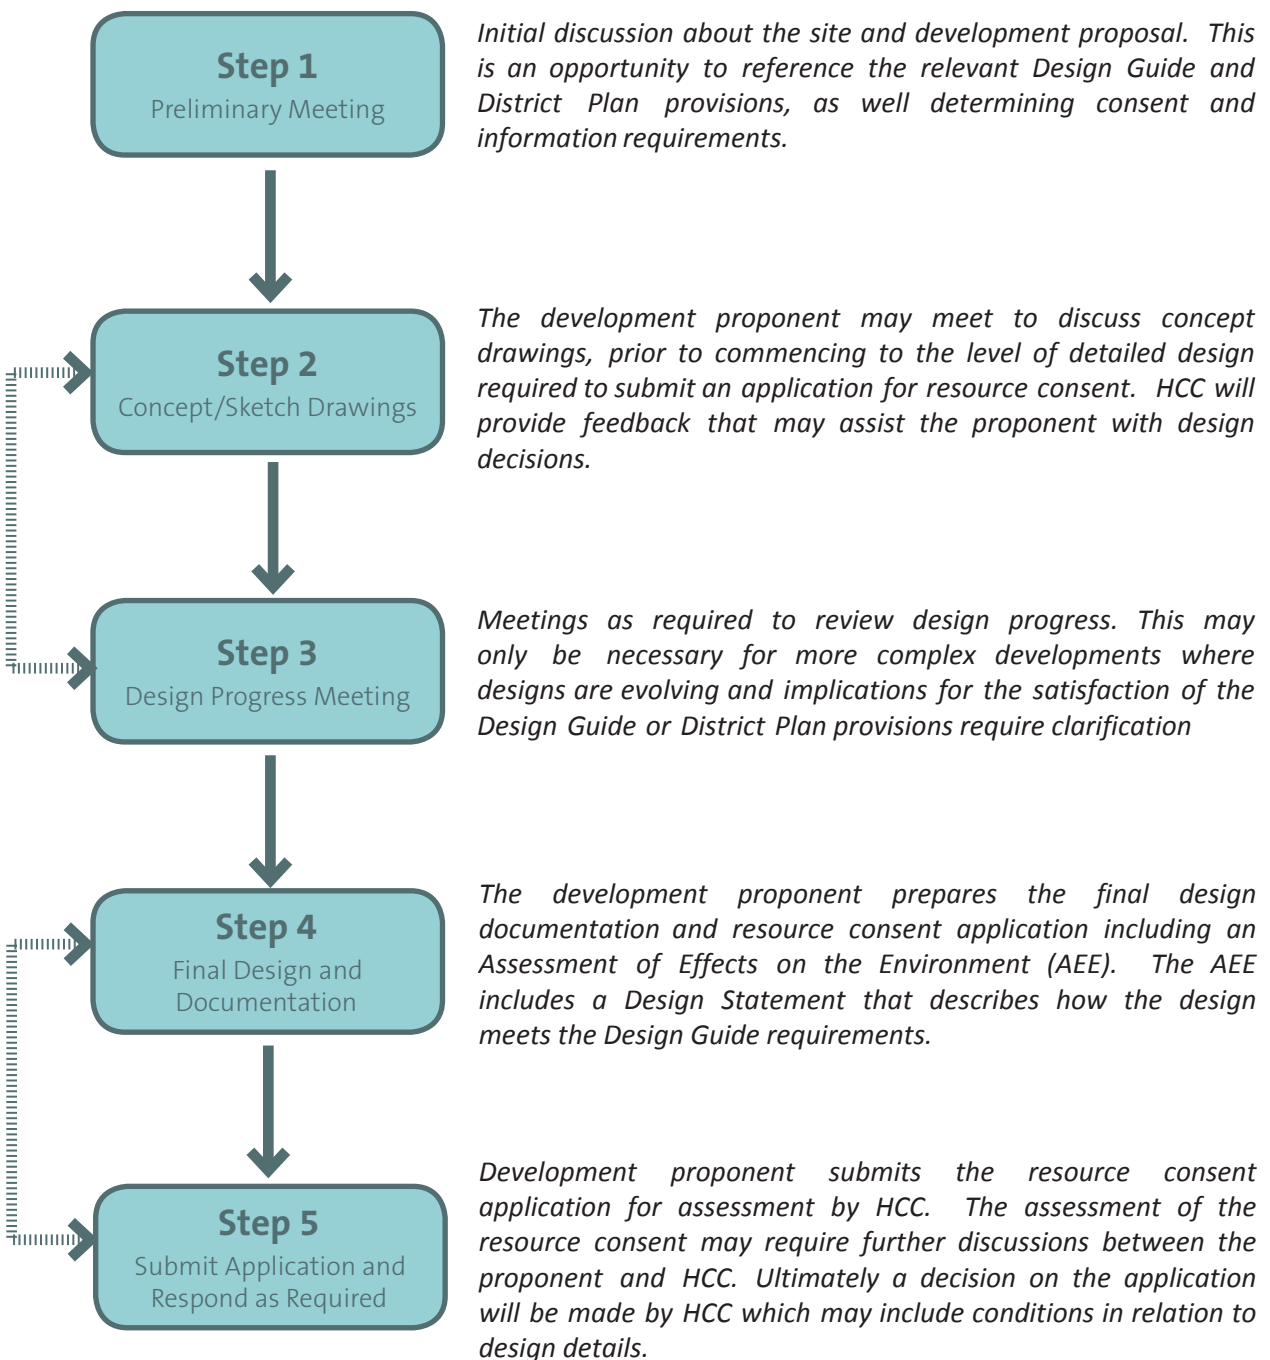 Step 1
Preliminary Meeting
Initial discussion about the site and development proposal. This
is an opportunity to reference the relevant Design Guide and
District Plan provisions, as well determining consent and
information requirements.
Step 2
Concept/Sketch Drawings
The development proponent may meet to discuss concept
drawings, prior to commencing to the level of detailed design
required to submit an application for resource consent. HCC will
provide feedback that may assist the proponent with design
decisions.
Step 3
Design Progress Meeting
Meetings as required to review design progress. This may
only be necessary for more complex developments where
designs are evolving and implications for the satisfaction of the
Design Guide or District Plan provisions require clarification
Step 4
Final Design and
Documentation
The development proponent prepares the final design
documentation and resource consent application including an
Assessment of Effects on the Environment (AEE). The AEE
includes a Design Statement that describes how the design
meets the Design Guide requirements.
Step 5
Submit Application and
Respond as Required
Development proponent submits the resource consent
application for assessment by HCC. The assessment of the
resource consent may require further discussions between the
proponent and HCC. Ultimately a decision on the application
will be made by HCC which may include conditions in relation to
design details.